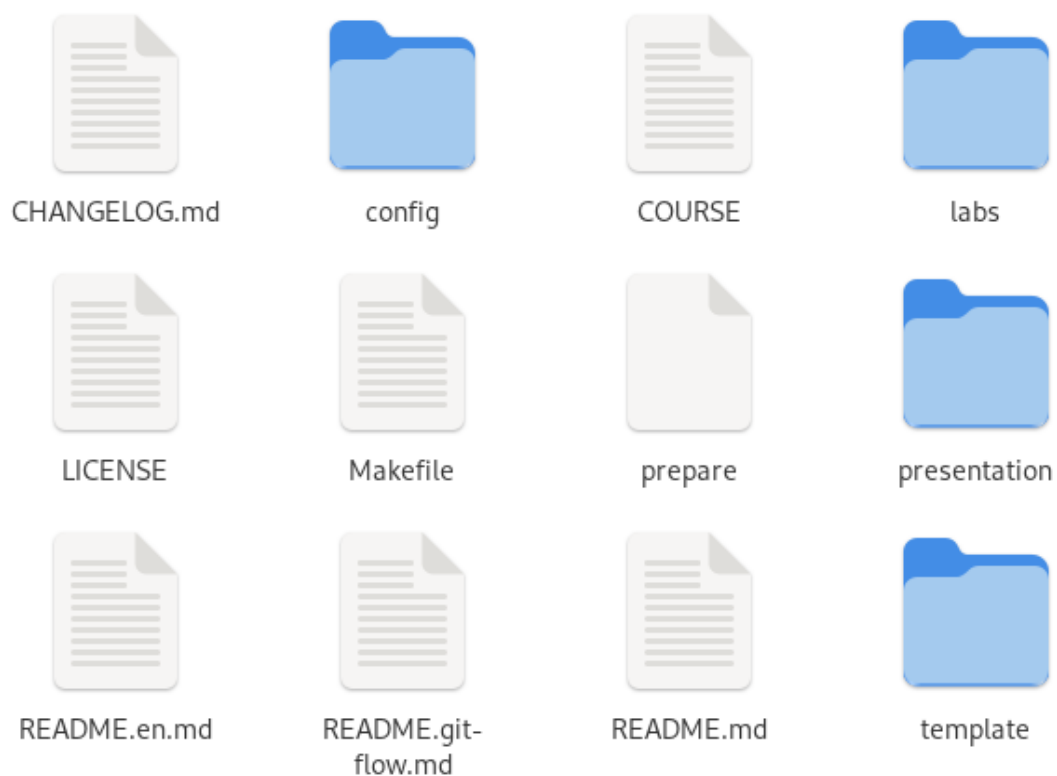 CHANGELOG.md
config
COURSE
labs
LICENSE
Makefile
prepare
presentation
README.en.md
README.git-
flow.md
README.md
template